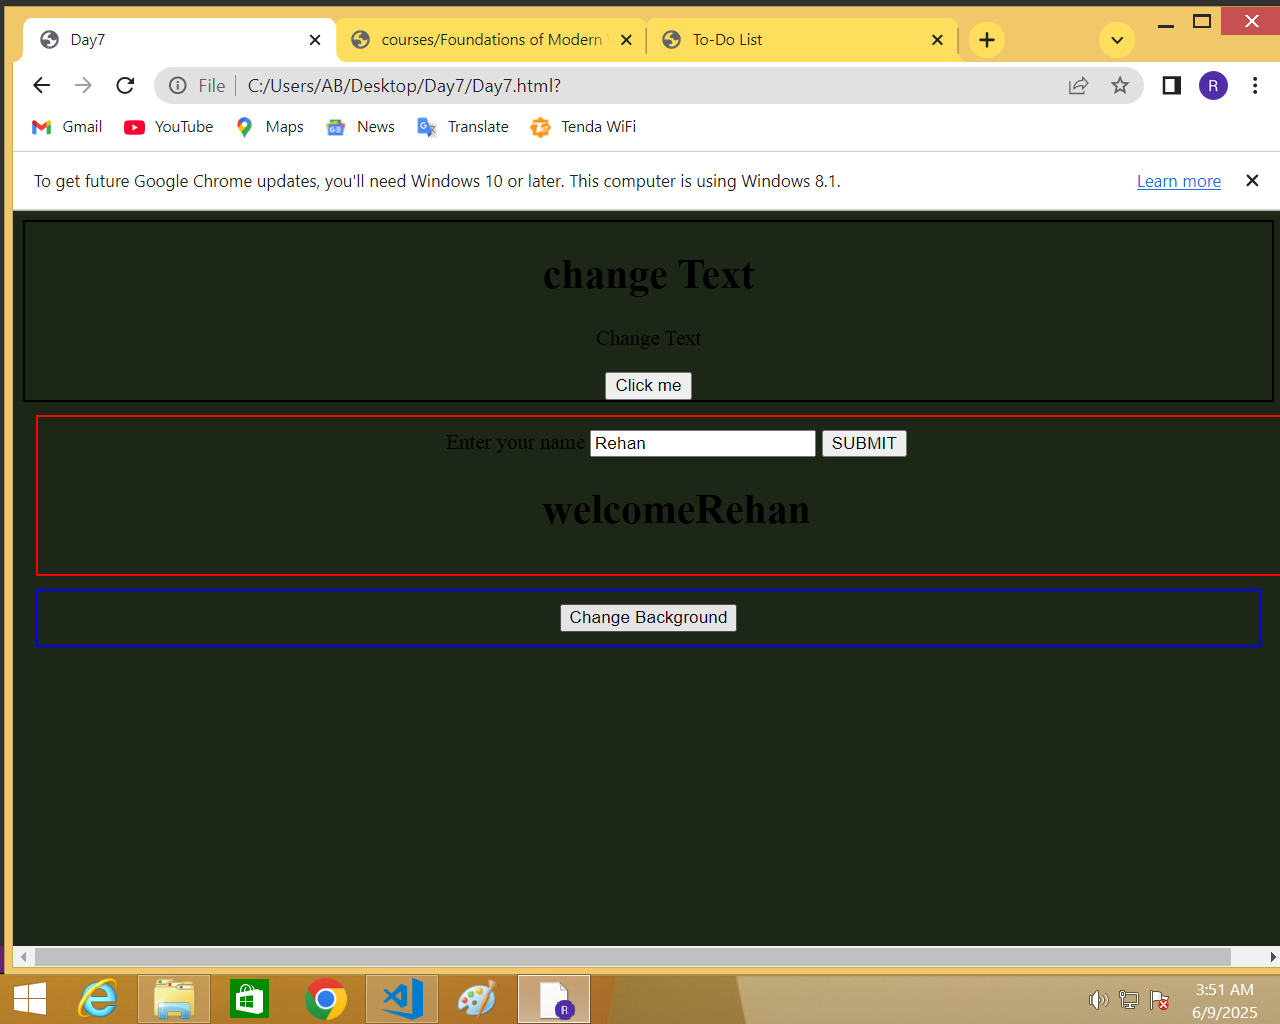 Day7
courses/Foundations of Modern
To-Do List
File
C:/Users/AB/Desktop/Day7/Day7.html?
R
Gmail
YouTube
Maps
News
Translate
Tenda WiFi
To get future Google Chrome updates, you'll need Windows 10 or later. This computer is using Windows 8.1.
Learn more
change Text
Change Text
Click me
Enter your name
Rehan
SUBMIT
welcomeRehan
Change Background
R
3:51 AM
6/9/2025